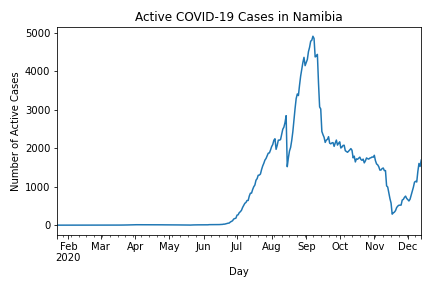 Active COVID-19 Cases in Namibia
Number of Active Cases
5000
4000
3000
2000
1000
0
Feb Mar Apr May Jun Jul Aug Sep Oct Nov Dec
2020
Day